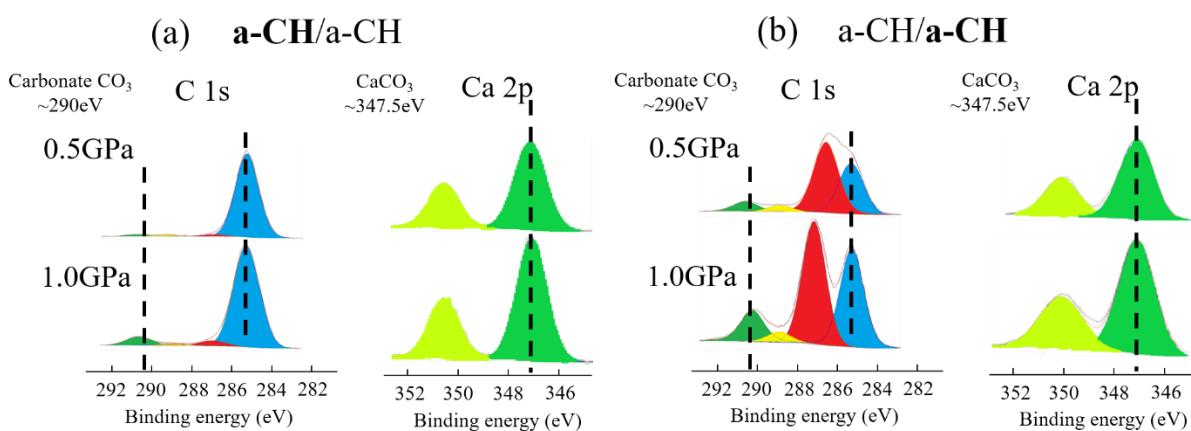 (a) a-CH/a-CH
Carbonate CO3
~290eV
C 1s
CaCO3
~347.5eV
Ca 2p
0.5GPa
1.0GPa
292 290 288 286 284 282
Binding energy (eV)
352 350 348 346
Binding energy (eV)
(b) a-CH/a-CH
Carbonate CO3
~290eV
C 1s
CaCO3
~347.5eV
Ca 2p
0.5GPa
1.0GPa
292 290 288 286 284 282
Binding energy (eV)
352 350 348 346
Binding energy (eV)